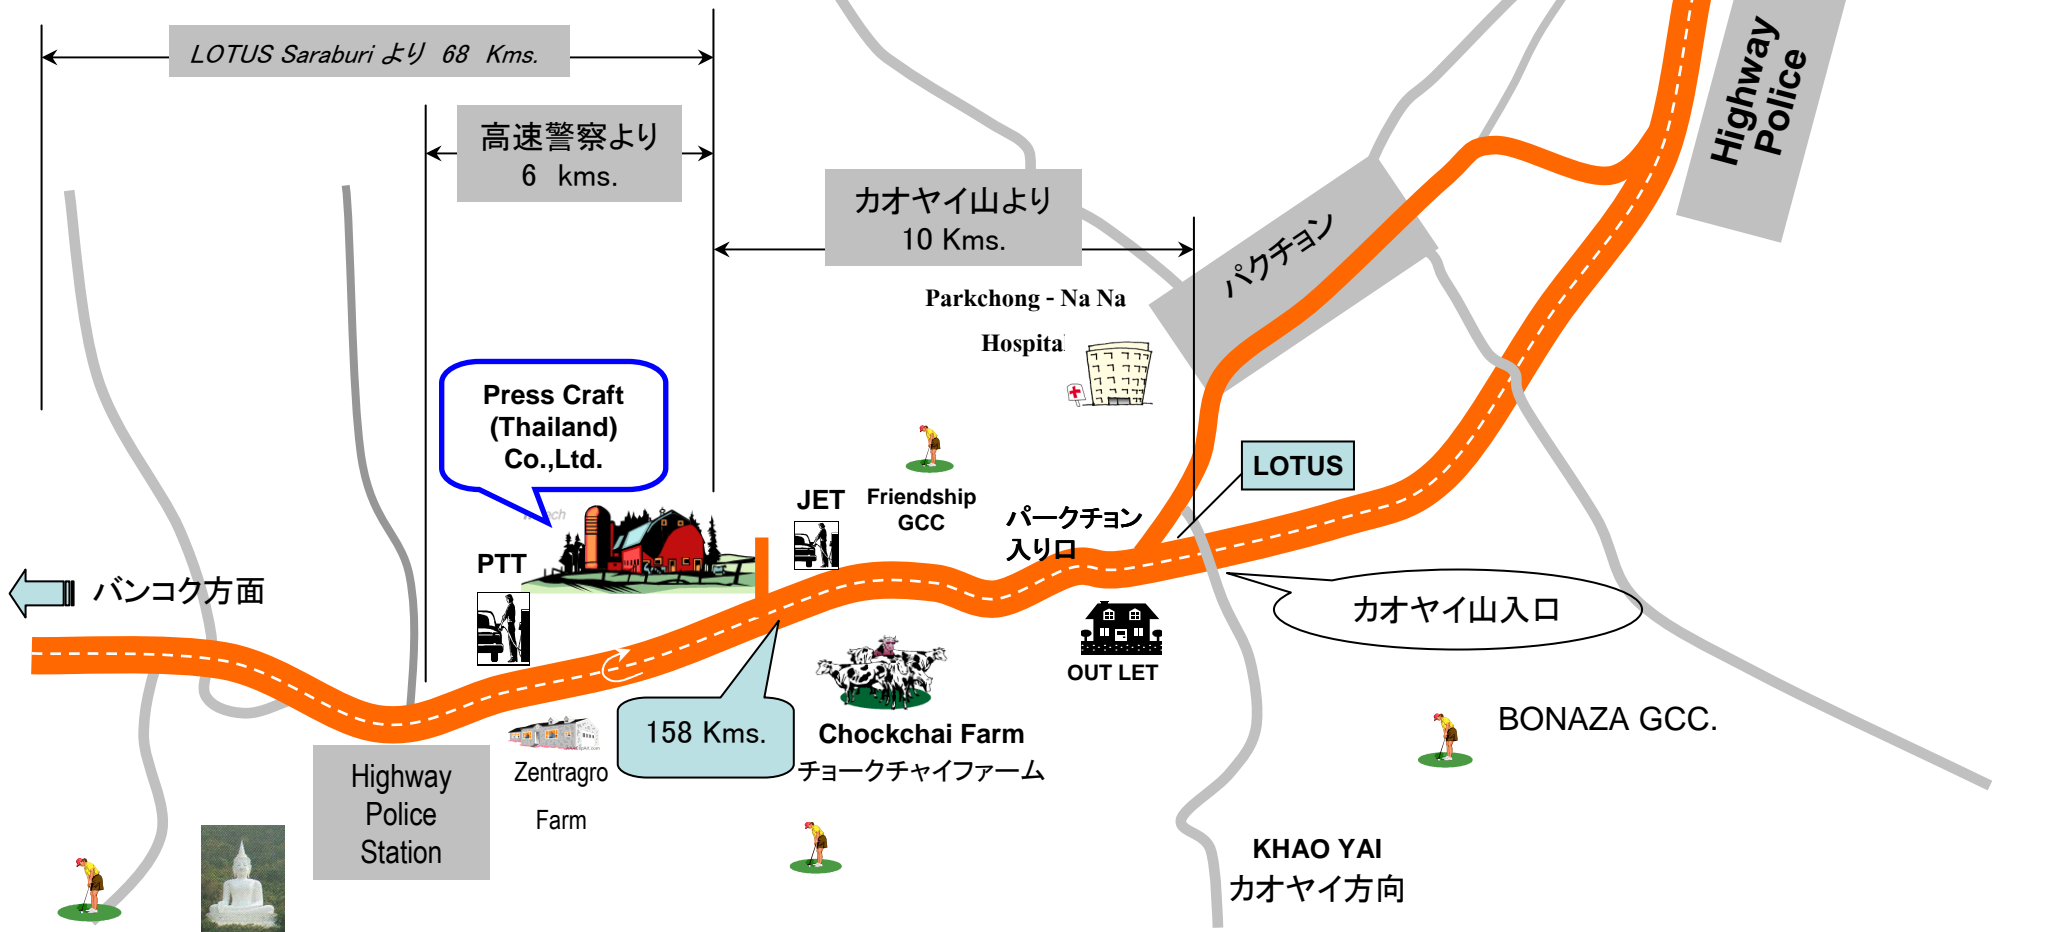 LOTUS Saraburi より 68 Kms.
高速警察より
6 kms.
カオヤイ山より
10 Kms.
Highway
Police
パクチョン
Parkchong - Na Na
Hospital
Press Craft
(Thailand)
Co.,Ltd.
JET
Friendship
GCC
パークチョン
入り口
LOTUS
PTT
バンコク方面
カオヤイ山入口
OUT LET
158 Kms.
Chockchai Farm
チョークチャイファーム
BONAZA GCC.
Zentragro
Farm
Highway
Police
Station
KHAO YAI
カオヤイ方向